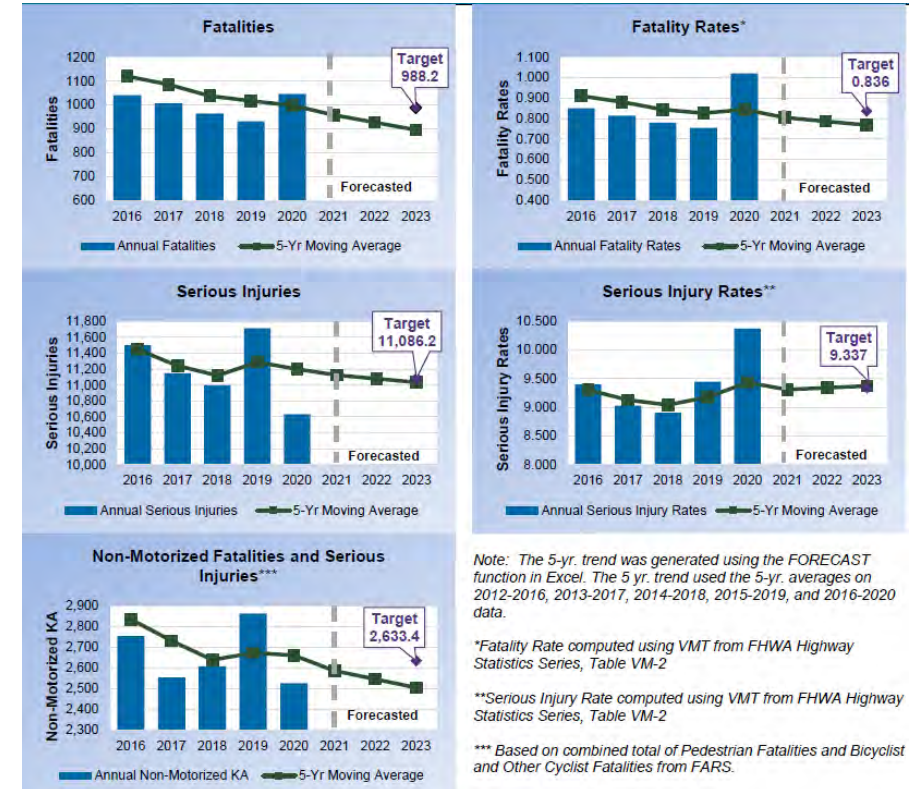 Fatalities
1200
1100
1000
900
800
700
600
Fatalities
Target
988.2
Forecasted
2016 2017 2018 2019 2020 2021 2022 2023
Annual Fatalities 5-Yr Moving Average
Fatality Rates*
1.100
1.000
0.900
0.800
0.700
0.600
0.500
0.400
Fatality Rates
Target
0.836
Forecasted
2016 2017 2018 2019 2020 2021 2022 2023
Annual Fatality Rates 5-Yr Moving Average
Serious Injuries
11,800
11,600
11,400
11,200
11,000
10,800
10,600
10,400
10,200
10,000
Serious Injuries
Target
11,086.2
Forecasted
2016 2017 2018 2019 2020 2021 2022 2023
Annual Serious Injuries 5-Yr Moving Average
Serious Injury Rates**
10.500
10.000
9.500
9.000
8.500
8.000
Serious Injury Rates
Target
9.337
Forecasted
2016 2017 2018 2019 2020 2021 2022 2023
Annual Serious Injury Rates 5-Yr Moving Average
Non-Motorized Fatalities and Serious
Injuries***
2,900
2,800
2,700
2,600
2,500
2,400
2,300
Non-Motorized KA
Target
2,633.4
Forecasted
2016 2017 2018 2019 2020 2021 2022 2023
Annual Non-Motorized KA 5-Yr Moving Average
Note: The 5-yr. trend was generated using the FORECAST
function in Excel. The 5 yr. trend used the 5-yr. averages on
2012-2016, 2013-2017, 2014-2018, 2015-2019, and 2016-2020
data.
*Fatality Rate computed using VMT from FHWA Highway
Statistics Series, Table VM-2
**Serious Injury Rate computed using VMT from FHWA Highway
Statistics Series, Table VM-2
*** Based on combined total of Pedestrian Fatalities and Bicyclist
and Other Cyclist Fatalities from FARS.